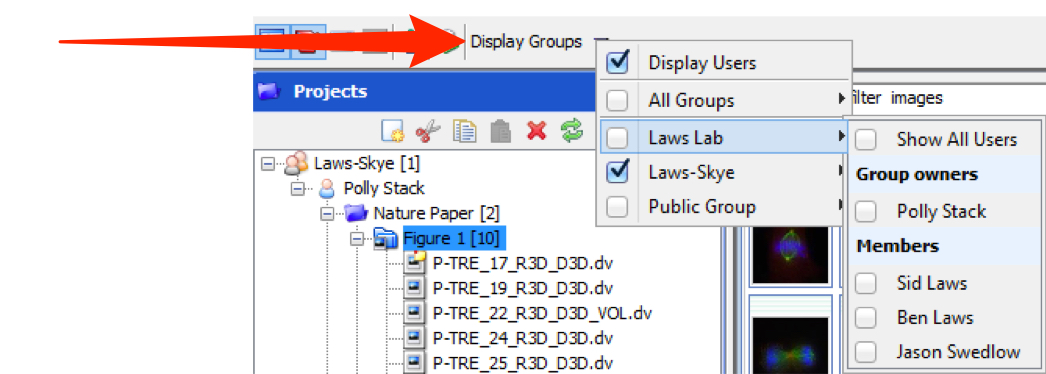 Display Groups
Display Users
All Groups
Laws Lab
Laws-Skye
Public Group
Projects
filter images
Show All Users
Group owners
Polly Stack
Members
Sid Laws
Ben Laws
Jason Swedlow
Laws-Skye [1]
Polly Stack
Nature Paper [2]
Figure 1 [10]
P-TRE_17_R3D_D3D.dv
P-TRE_19_R3D_D3D.dv
P-TRE_22_R3D_D3D_VOL.dv
P-TRE_24_R3D_D3D.dv
P-TRE_25_R3D_D3D.dv